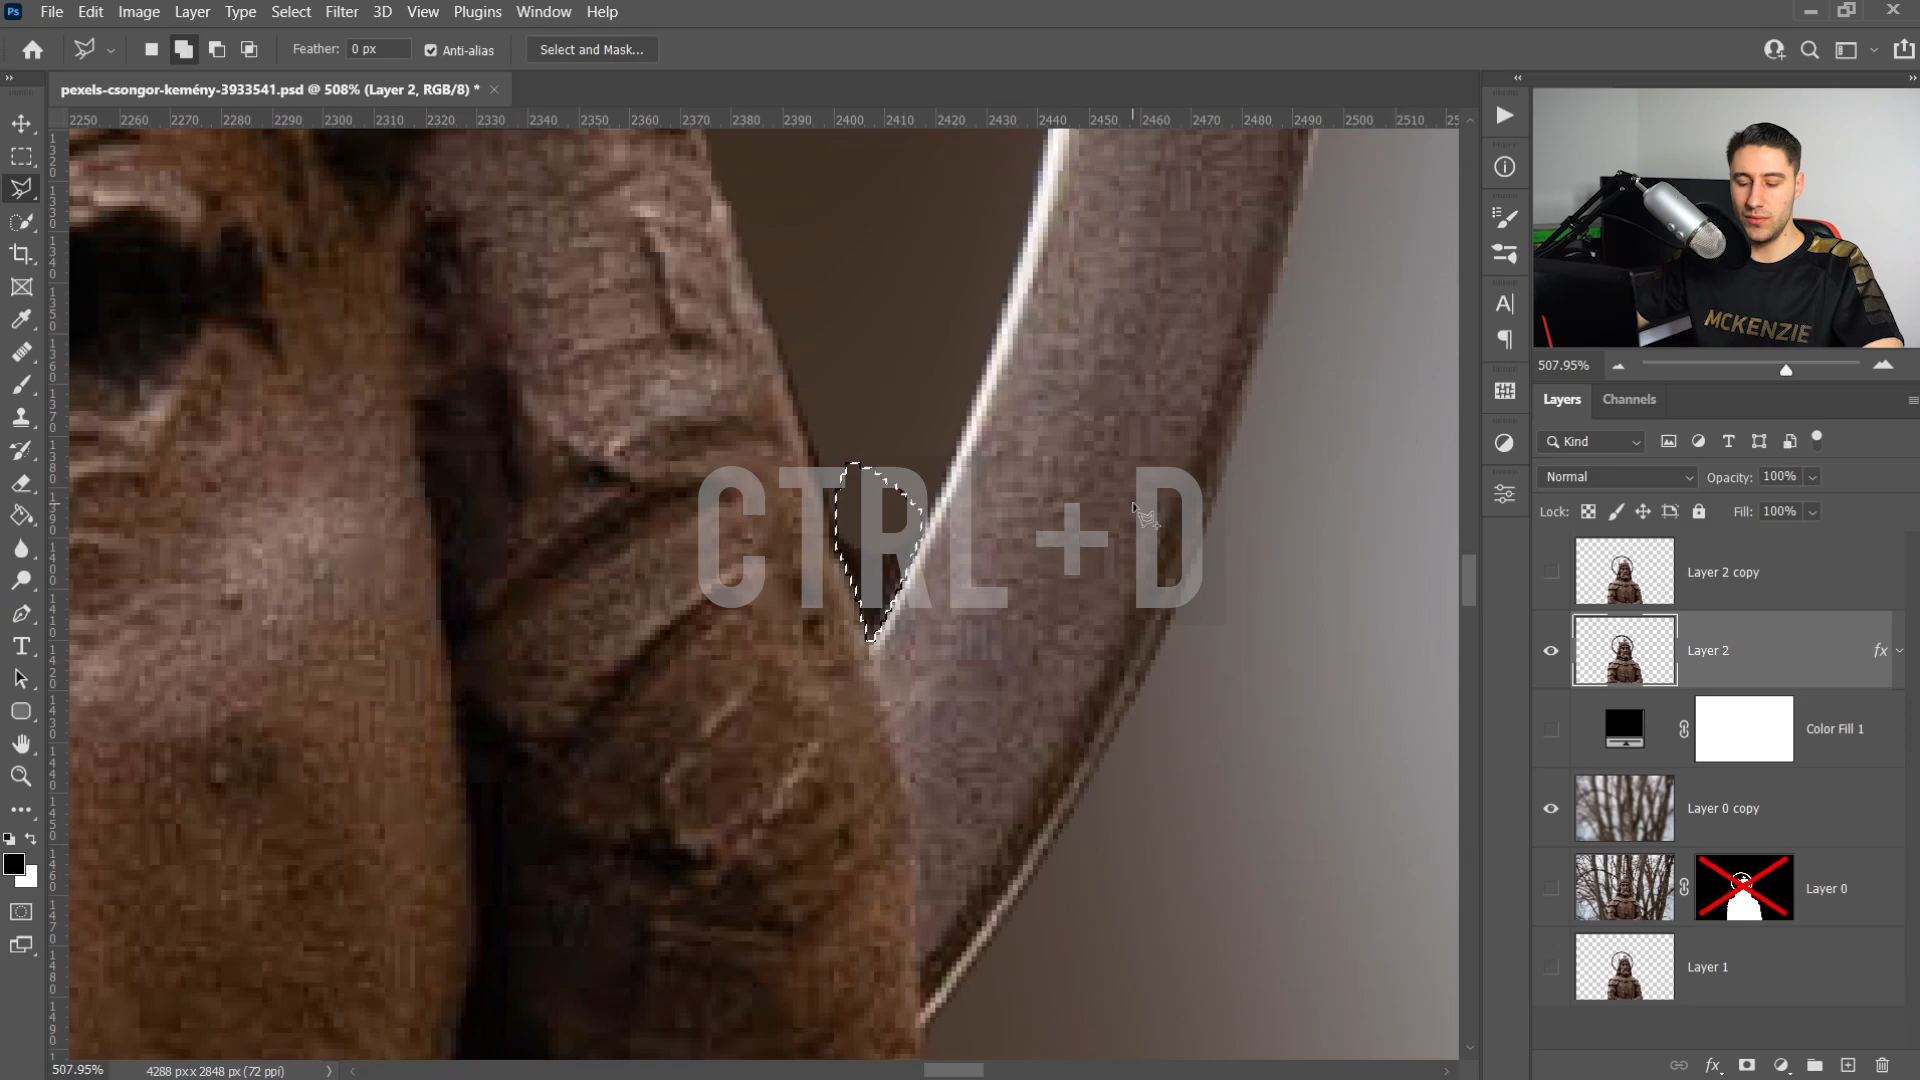 Ps File Edit Image Layer Type Select Filter 3D View Plugins Window Help
Feather: 0 px Anti-alias Select and Mask...
pexels-csongor-kemény-3933541.psd @ 508% (Layer 2, RGB/8) *
2250 2260 2270 2280 2290 2300 2310 2320 2330 2340 2350 2360 2370 2380 2390 2400 2410 2420 2430 2440 2450 2460 2470 2480 2490 2500 2510
MCKENZIE
507.95%
Layers Channels
Kind
Normal Opacity: 100%
Lock: Fill: 100%
CTRL + D
Layer 2 copy
Layer 2 fx
Color Fill 1
Layer 0 copy
Layer 0
Layer 1
507.95% 4288 px x 2848 px (72 ppi)
fx